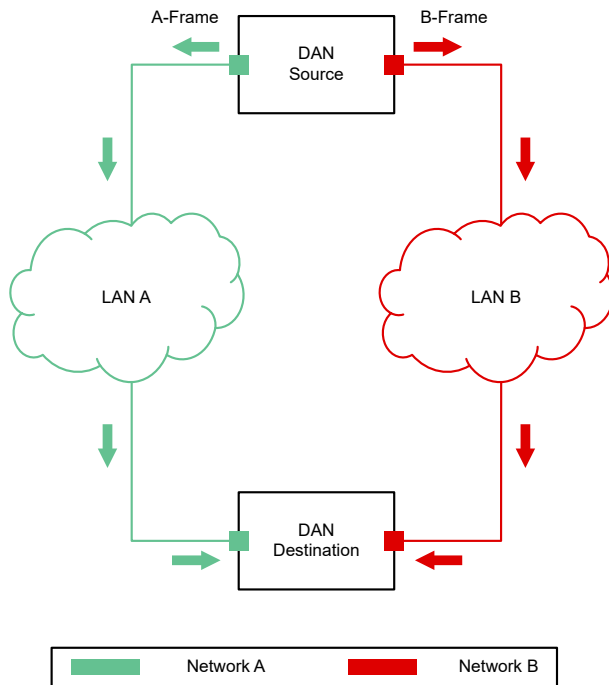 A-Frame
DAN
Source
B-Frame
LAN A
LAN B
DAN
Destination
Network A
Network B